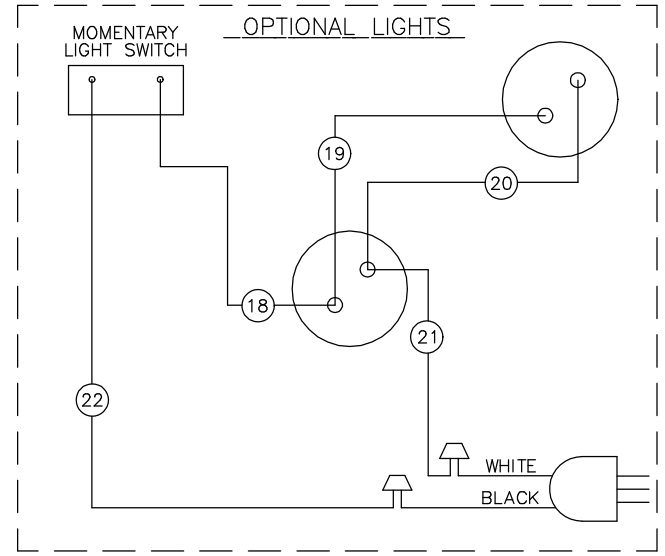 OPTIONAL LIGHTS
MOMENTARY
LIGHT SWITCH
19
20
18
21
22
WHITE
BLACK